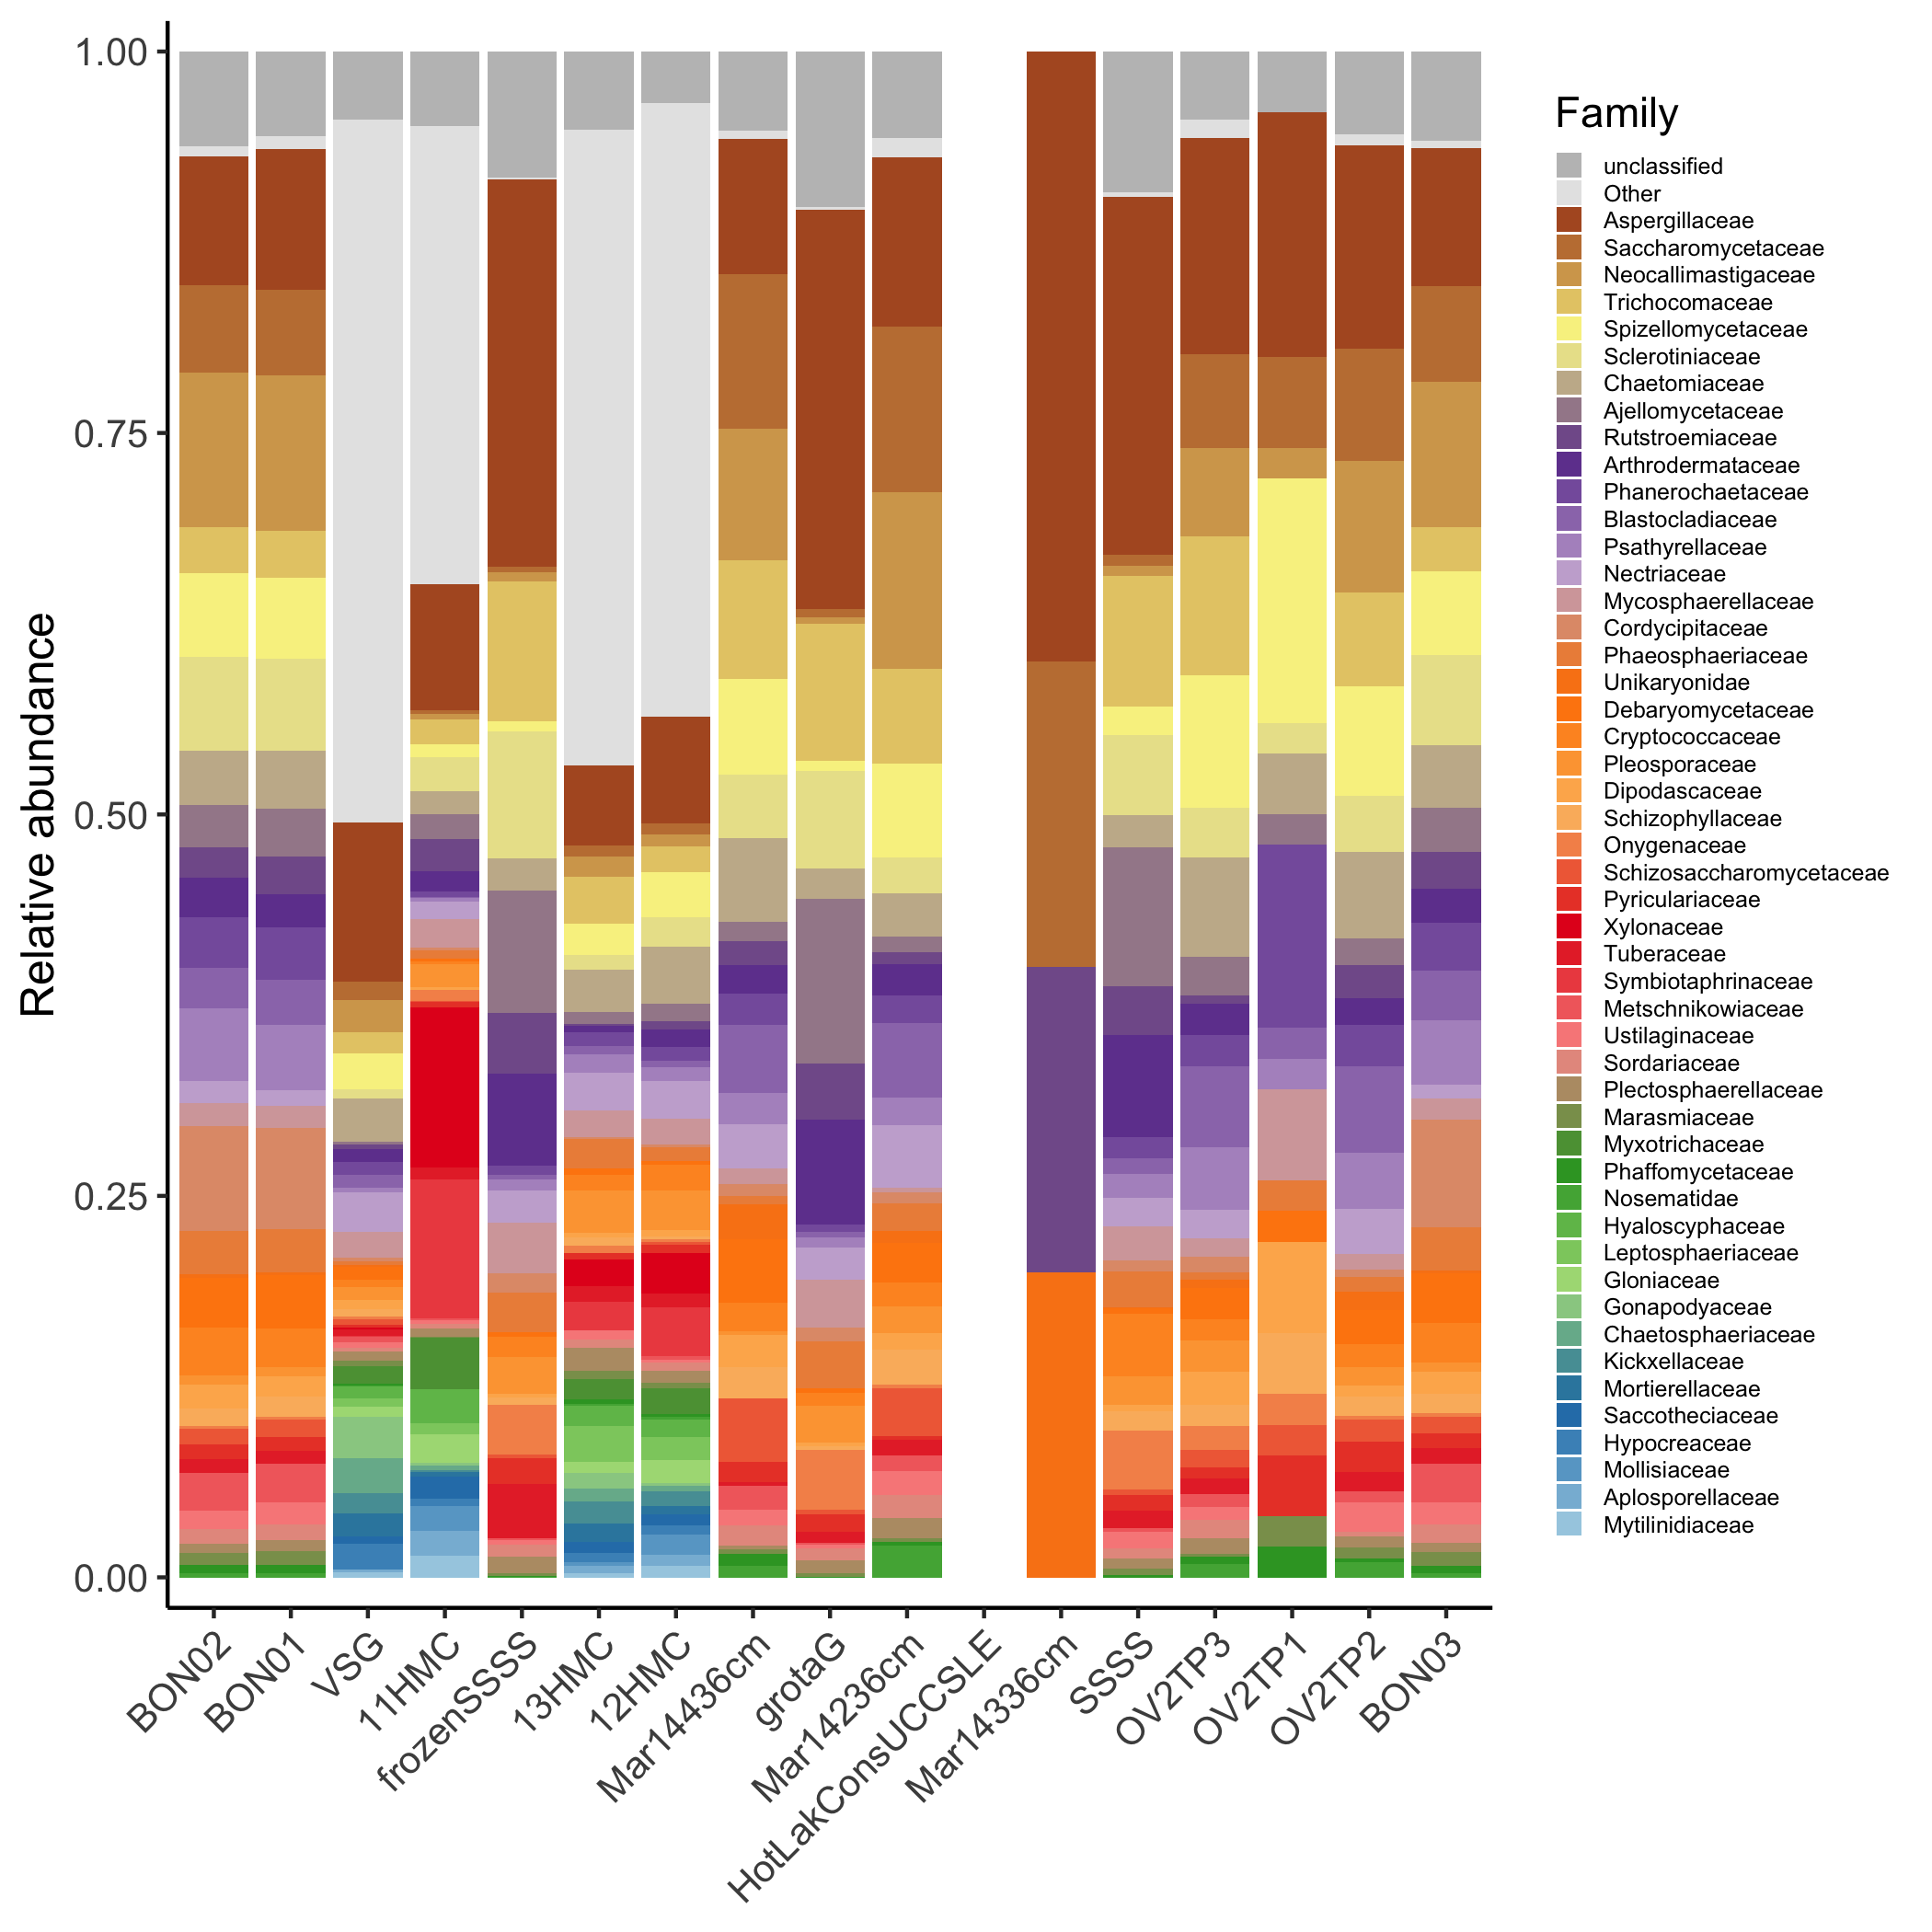 1.00
0.75
0.50
0.25
0.00
Relative abundance
BON02
BON01
VSG
11HMC
frozenSSS
13HMC
12HMC
Mar14436cm
grotaG
Mar14236cm
HotLakConsUCCSLE
Mar14336cm
SSSS
OV2TP3
OV2TP1
OV2TP2
BON03
Family
unclassified
Other
Aspergillaceae
Saccharomycetaceae
Neocallimastigaceae
Trichocomaceae
Spizellomycetaceae
Sclerotiniaceae
Chaetomiaceae
Ajellomycetaceae
Rutstroemiaceae
Arthrodermataceae
Phanerochaetaceae
Blastocladiaceae
Psathyrellaceae
Nectriaceae
Mycosphaerellaceae
Cordycipitaceae
Phaeosphaeriaceae
Unikaryonidae
Debaryomycetaceae
Cryptococcaceae
Pleosporaceae
Dipodascaceae
Schizophyllaceae
Onygenaceae
Schizosaccharomycetaceae
Pyriculariaceae
Xylonaceae
Tuberaceae
Symbiotaphrinaceae
Metschnikowiaceae
Ustilaginaceae
Sordariaceae
Plectosphaerellaceae
Marasmiaceae
Myxotrichaceae
Phaffomycetaceae
Nosematidae
Hyaloscyphaceae
Leptosphaeriaceae
Gloniaceae
Gonapodyaceae
Chaetosphaeriaceae
Kickxellaceae
Mortierellaceae
Saccotheciaceae
Hypocreaceae
Mollisiaceae
Aplosporellaceae
Mytilinidiaceae